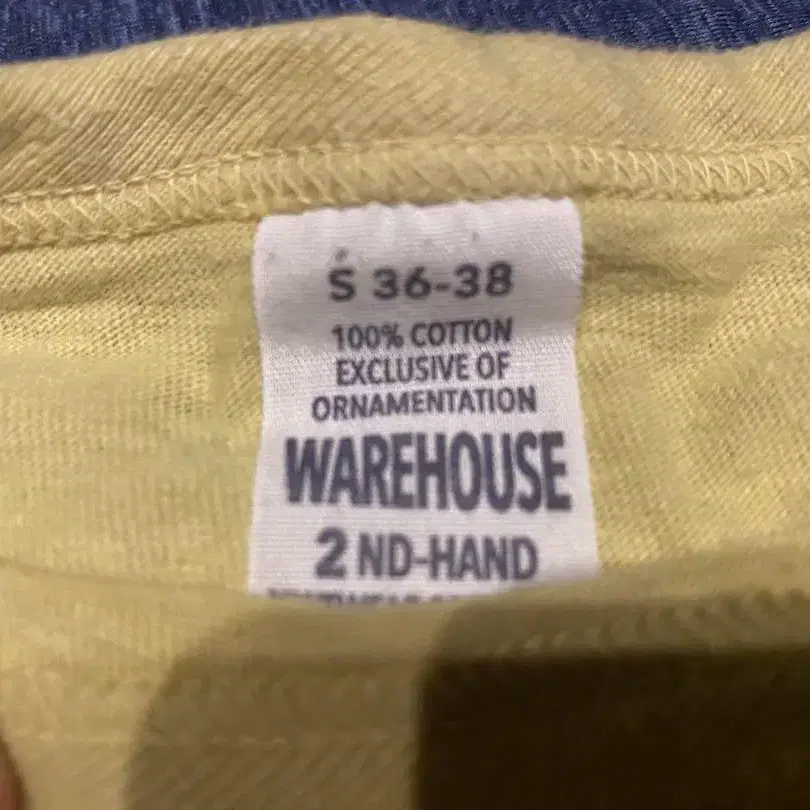 S 36-38
100% COTTON
EXCLUSIVE OF
ORNAMENTATION
WAREHOUSE
2 ND-HAND